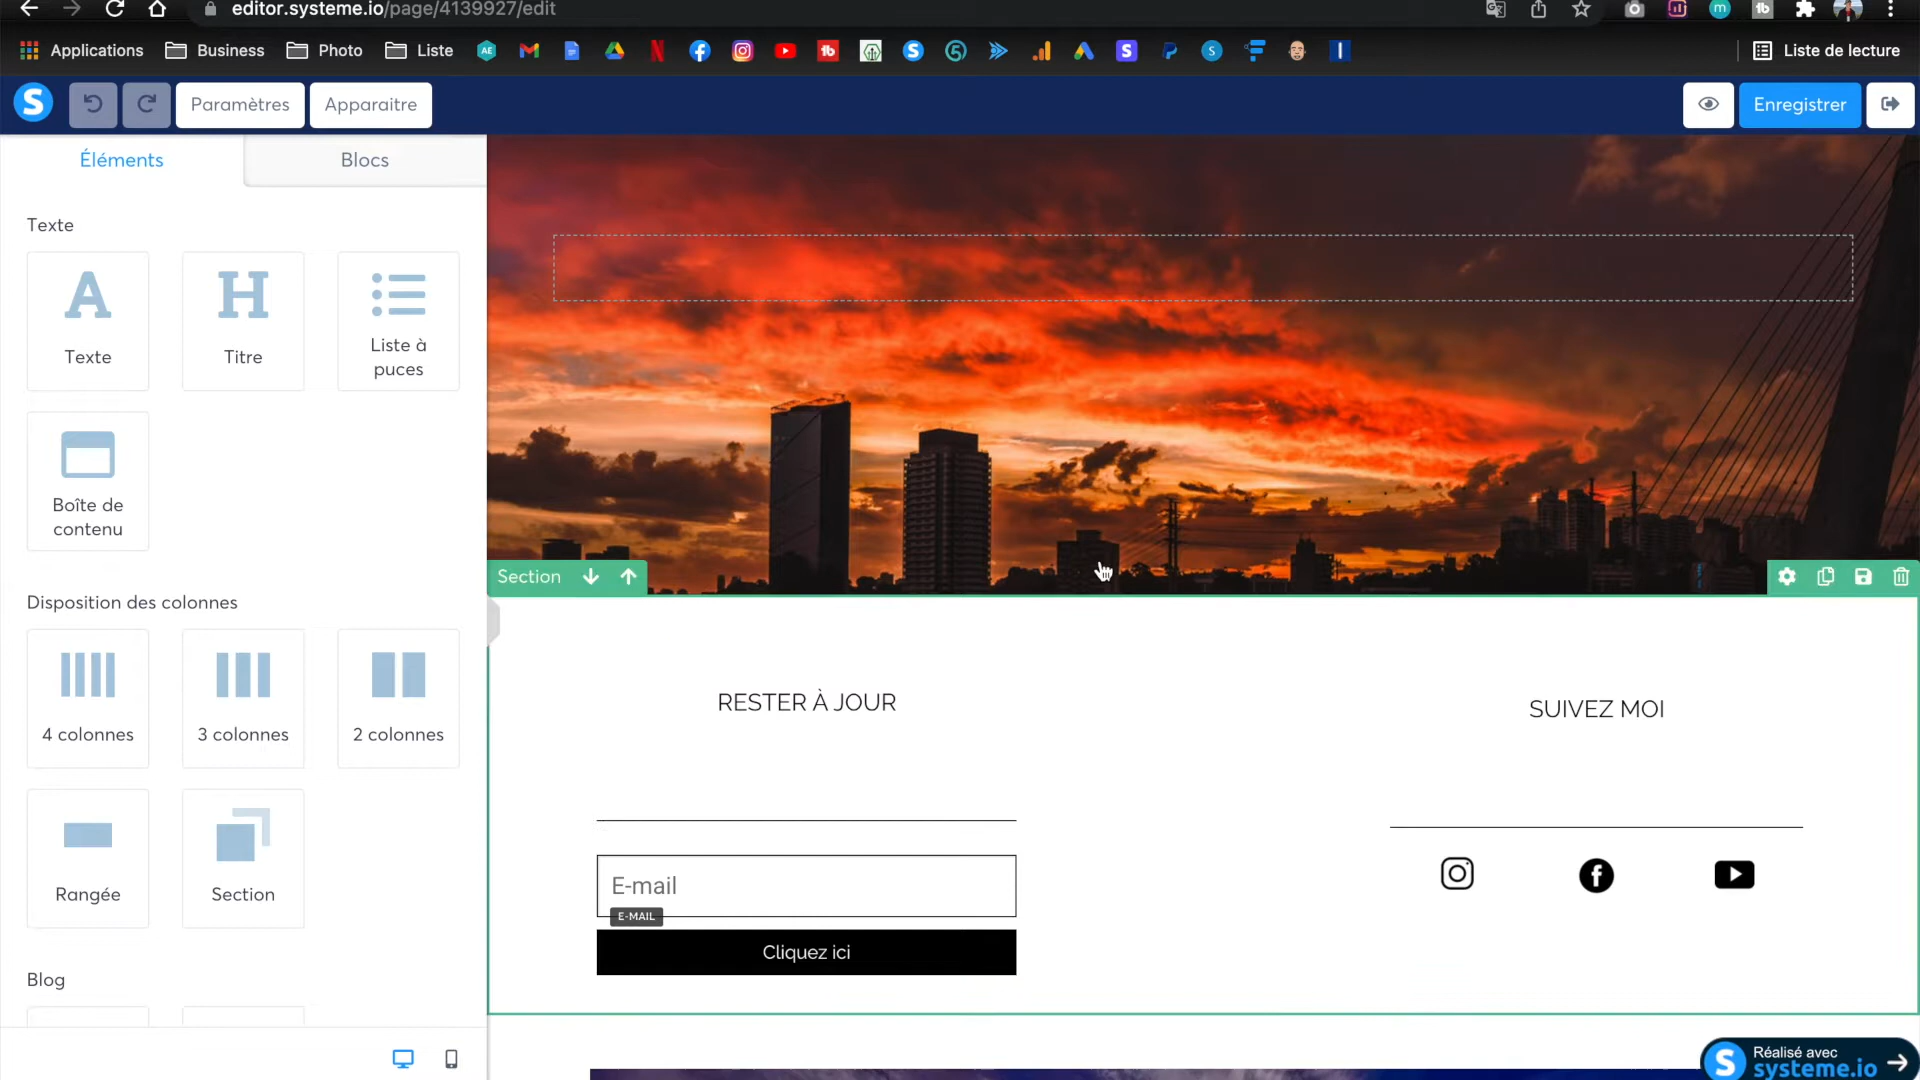 editor.systeme.io/page/4139927/edit
Applications
Business
Photo
Liste
Liste de lecture
Paramètres
Apparaitre
Enregistrer
Éléments
Blocs
Texte
Texte
Titre
Liste à
puces
Boîte de
contenu
Disposition des colonnes
4 colonnes
3 colonnes
2 colonnes
Rangée
Section
Blog
Section
RESTER À JOUR
SUIVEZ MOI
E-mail
E-MAIL
Cliquez ici
Réalisé avec
systeme.io